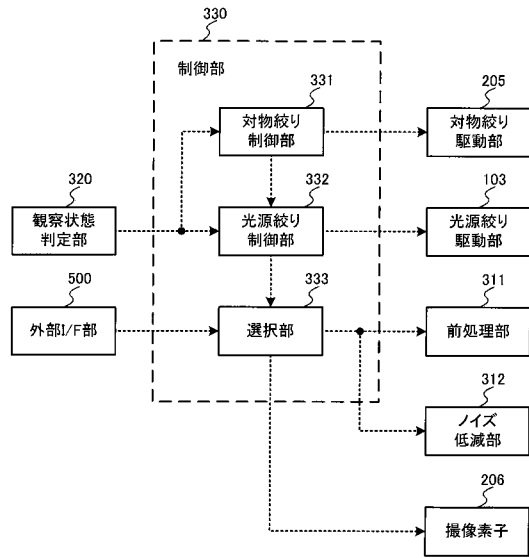 330
制御部
331
対物絞り
制御部
205
対物絞り
駆動部
320
観察状態
判定部
332
光源絞り
制御部
103
光源絞り
駆動部
500
外部I/F部
333
選択部
311
前処理部
312
ノイズ
低減部
206
撮像素子